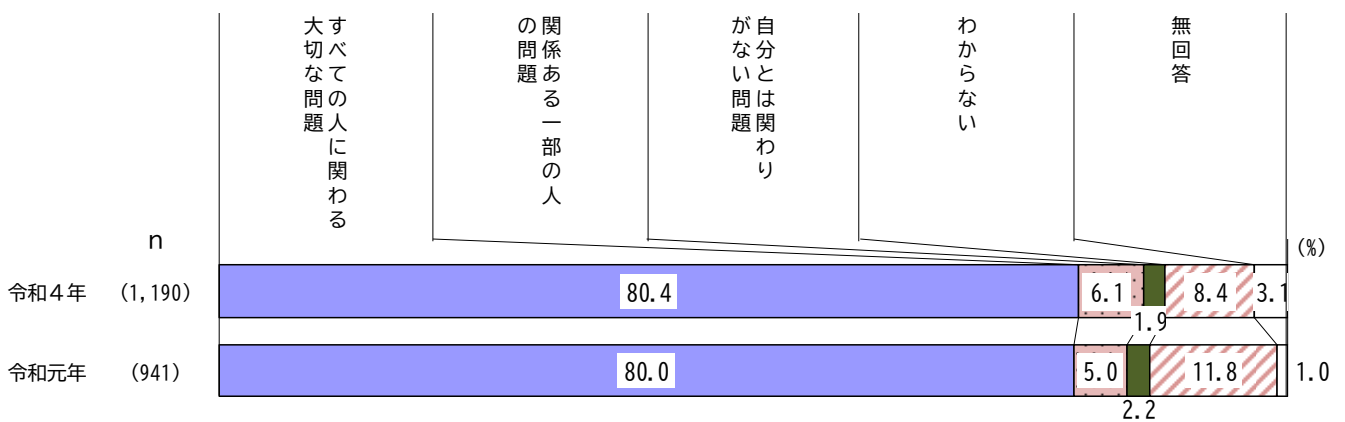 すべての人に関わる
大切な問題
関係ある一部の人
の問題
自分とは関わり
がない問題
わからない
無回答
n
(%)
令和４年 (1,190) 80.4 6.1 1.9 8.4 3.1
令和元年 (941) 80.0 5.0 2.2 11.8 1.0